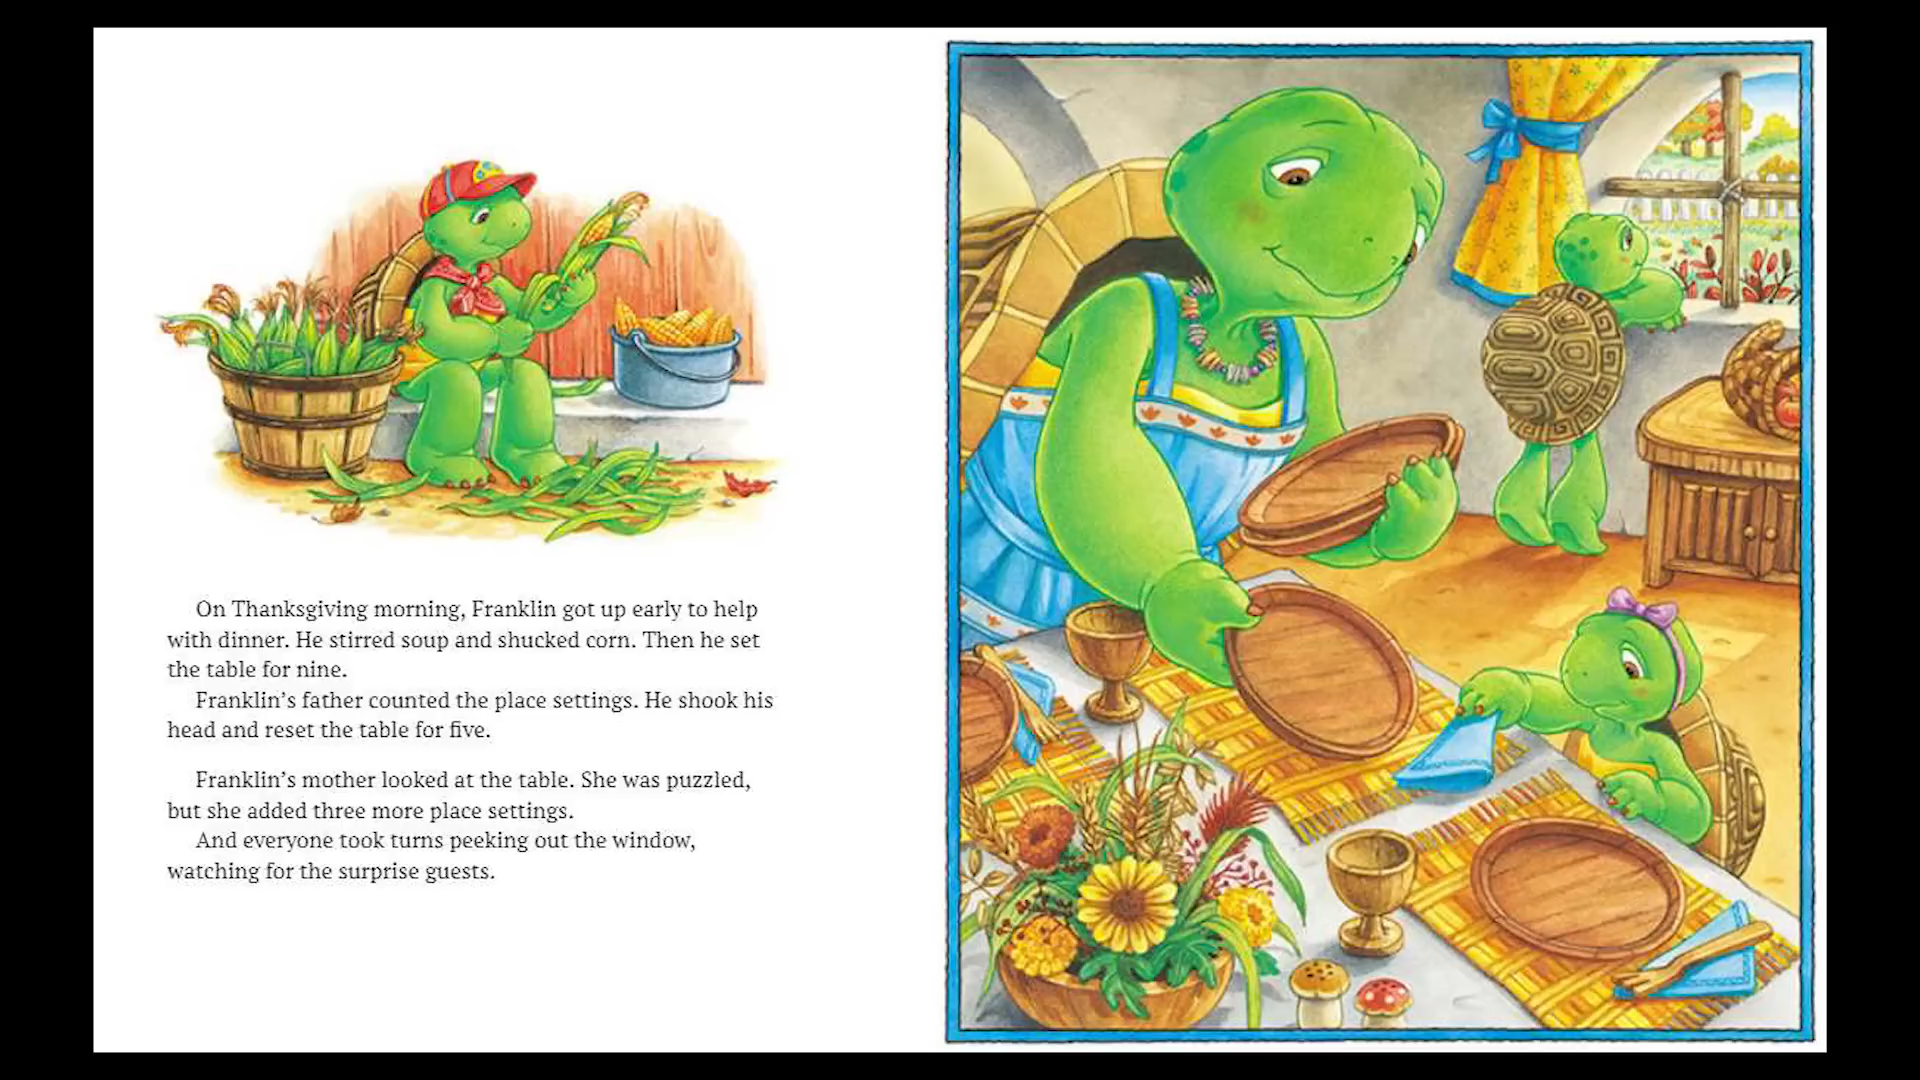 On Thanksgiving morning, Franklin got up early to help
with dinner. He stirred soup and shucked corn. Then he set
the table for nine.
Franklin’s father counted the place settings. He shook his
head and reset the table for five.
Franklin’s mother looked at the table. She was puzzled,
but she added three more place settings.
And everyone took turns peeking out the window,
watching for the surprise guests.